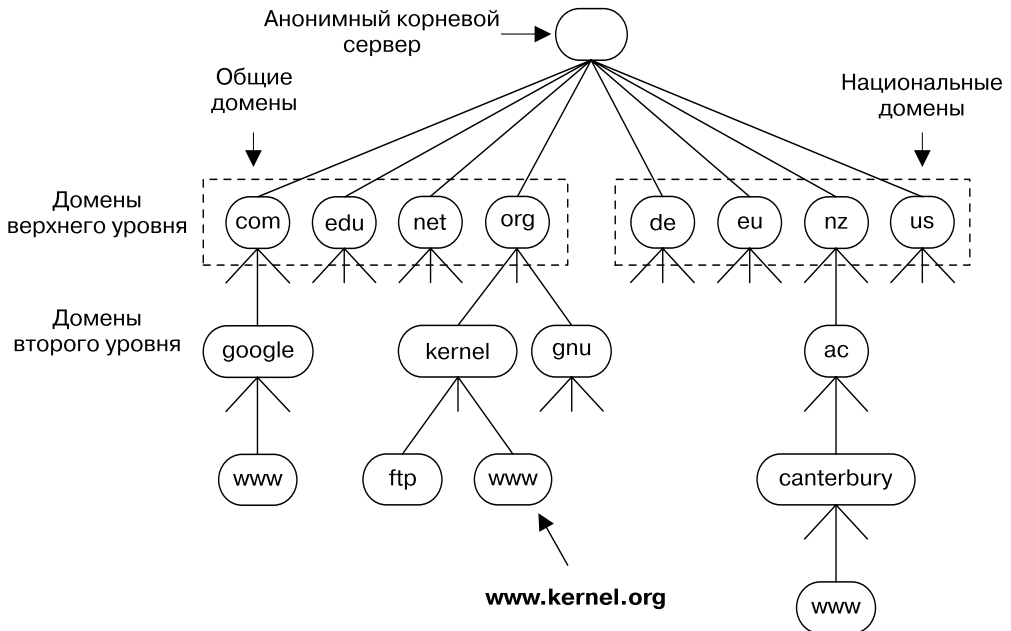 Анонимный корневой
сервер
Общие
домены
Национальные
домены
Домены
верхнего уровня
com
edu
net
org
de
eu
nz
us
Домены
второго уровня
google
kernel
gnu
ac
www
ftp
www
canterbury
www.kernel.org
www